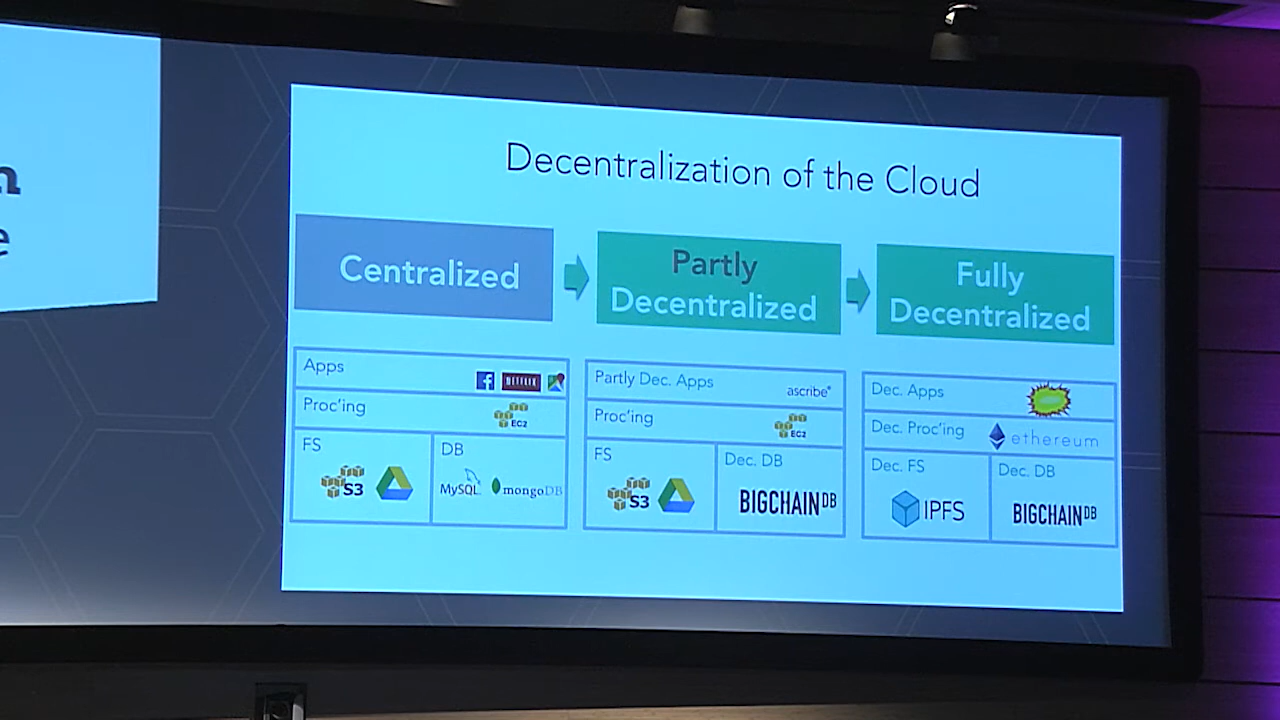 n
e
Decentralization of the Cloud
Centralized
Partly
Decentralized
Fully
Decentralized
Apps
NETFLIX
Proc'ing
EC2
FS
S3
DB
MySQL
mongoDB
Partly Dec. Apps
ascribe
Proc'ing
EC2
FS
S3
Dec. DB
BIGCHAINDB
Dec. Apps
Dec. Proc'ing
ethereum
Dec. FS
IPFS
Dec. DB
BIGCHAINDB